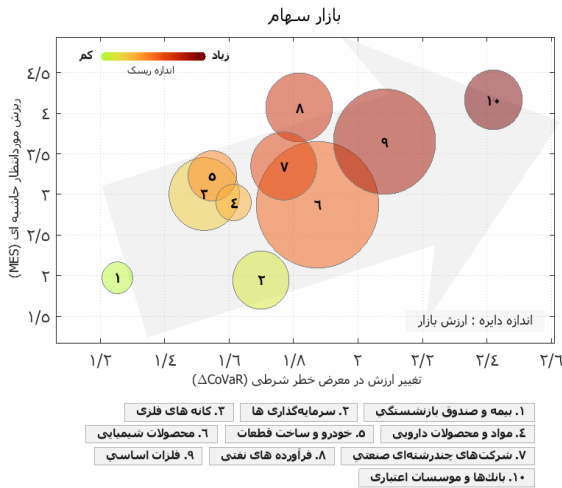 بازار سهام
کم
زیاد
اندازه ریسک
ریزش موردانتظار حاشیه ای (MES)
۴/۵
۴
۳/۵
۳
۲/۵
۲
۱/۵
۱۰
۸
۹
۷
۵
۳
۴
۶
۱
۲
اندازه دایره : ارزش بازار
۱/۲ ۱/۴ ۱/۶ ۱/۸ ۲ ۲/۲ ۲/۴ ۲/۶
تغییر ارزش در معرض خطر شرطی (ΔCoVaR)
۱. بیمه و صندوق بازنشستگی ۲. سرمایه‌گذاری ها ۳. کانه های فلزی
۴. مواد و محصولات دارویی ۵. خودرو و ساخت قطعات ۶. محصولات شیمیایی
۷. شرکت‌های چندرشته‌ای صنعتی ۸. فرآورده های نفتی ۹. فلزات اساسی
۱۰. بانك‌ها و موسسات اعتباری